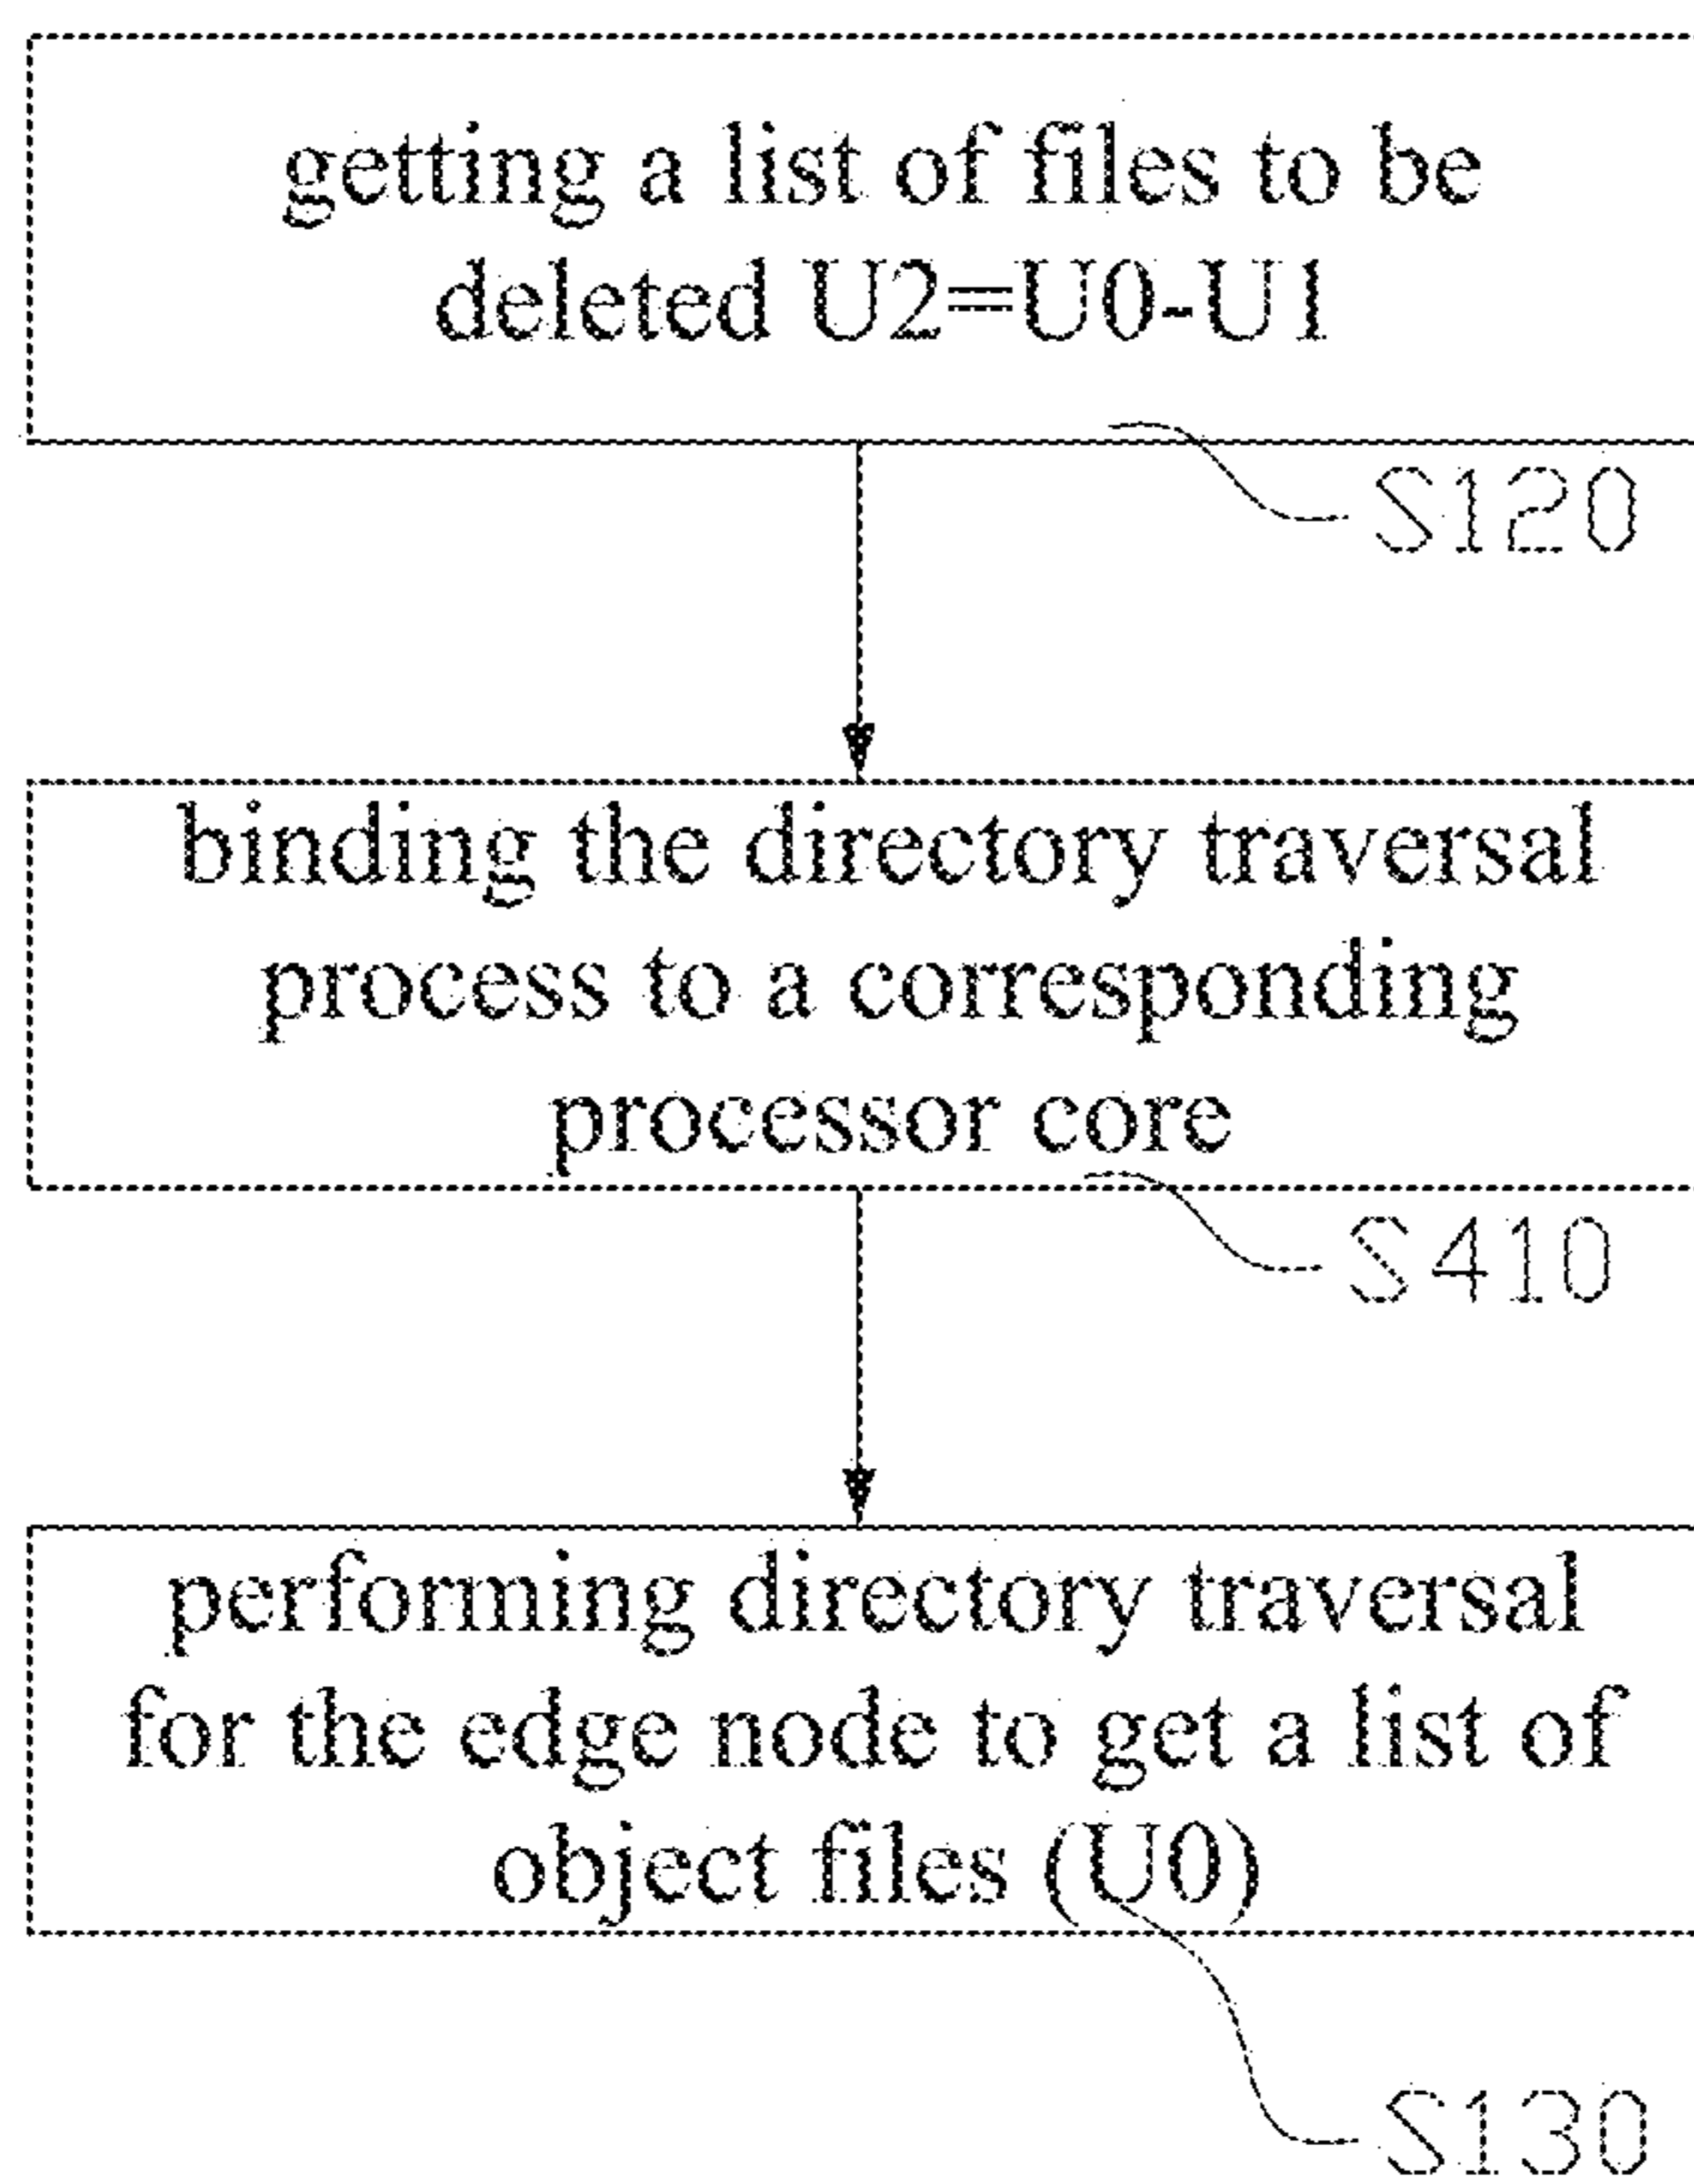 getting a list of files to be
deleted U2=U0-U1
S120
binding the directory traversal
process to a corresponding
processor core
S410
performing directory traversal
for the edge node to get a list of
object files (U0)
S130